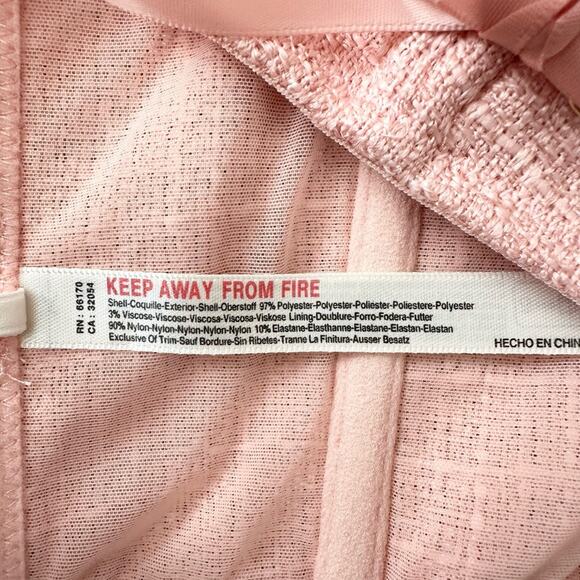 RN : 66170
CA : 32054
KEEP AWAY FROM FIRE
Shell-Coquille-Exterior-Shell-Oberstoff 97% Polyester-Polyester-Poliester-Poliestere-Polyester
3% Viscose-Viscose-Viscosa-Viscosa-Viskose Lining-Doublure-Forro-Fodera-Futter
90% Nylon-Nylon-Nylon-Nylon-Nylon 10% Elastane-Élasthanne-Elastane-Elastan-Elastan
Exclusive Of Trim-Sauf Bordure-Sin Ribetes-Tranne La Finitura-Ausser Besatz
HECHO EN CHIN